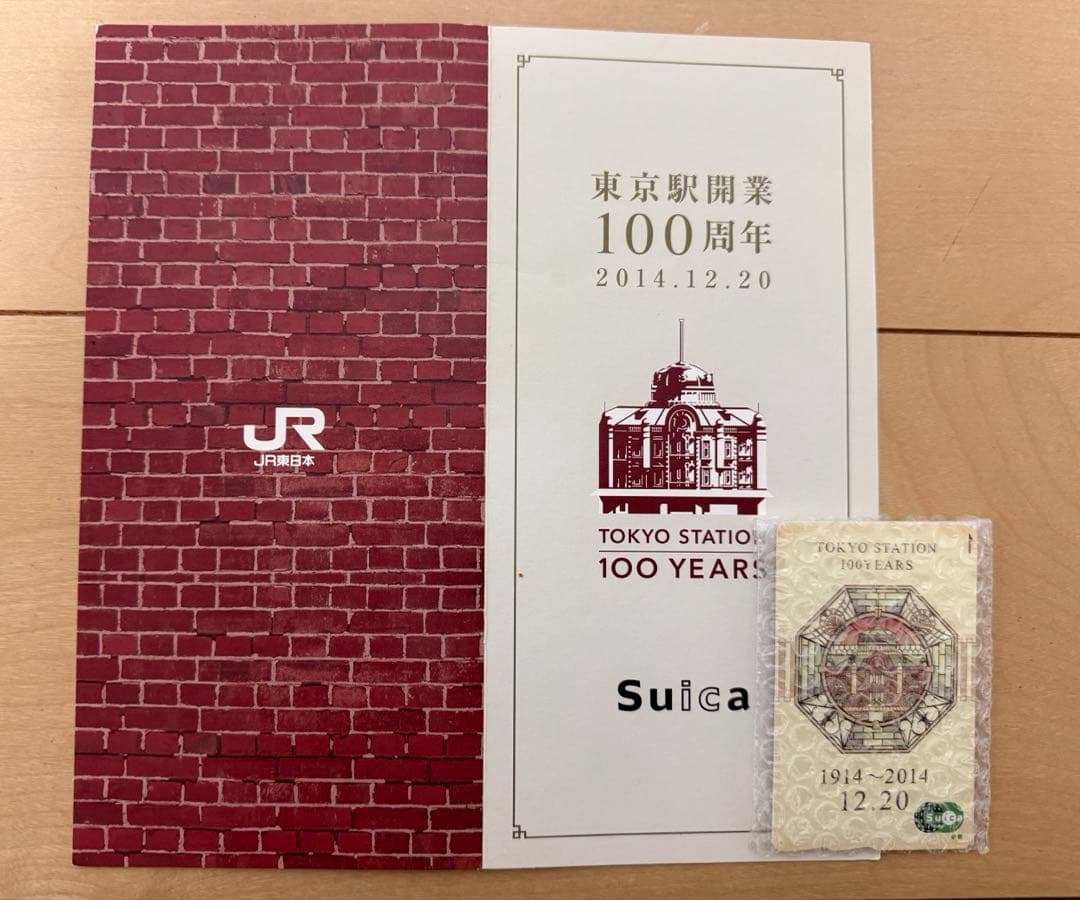 JR
JR東日本
東京駅開業
100周年
2014.12.20
TOKYO STATION
100 YEARS
Suica
TOKYO STATION
100YEARS
1914~2014
12.20
Suica